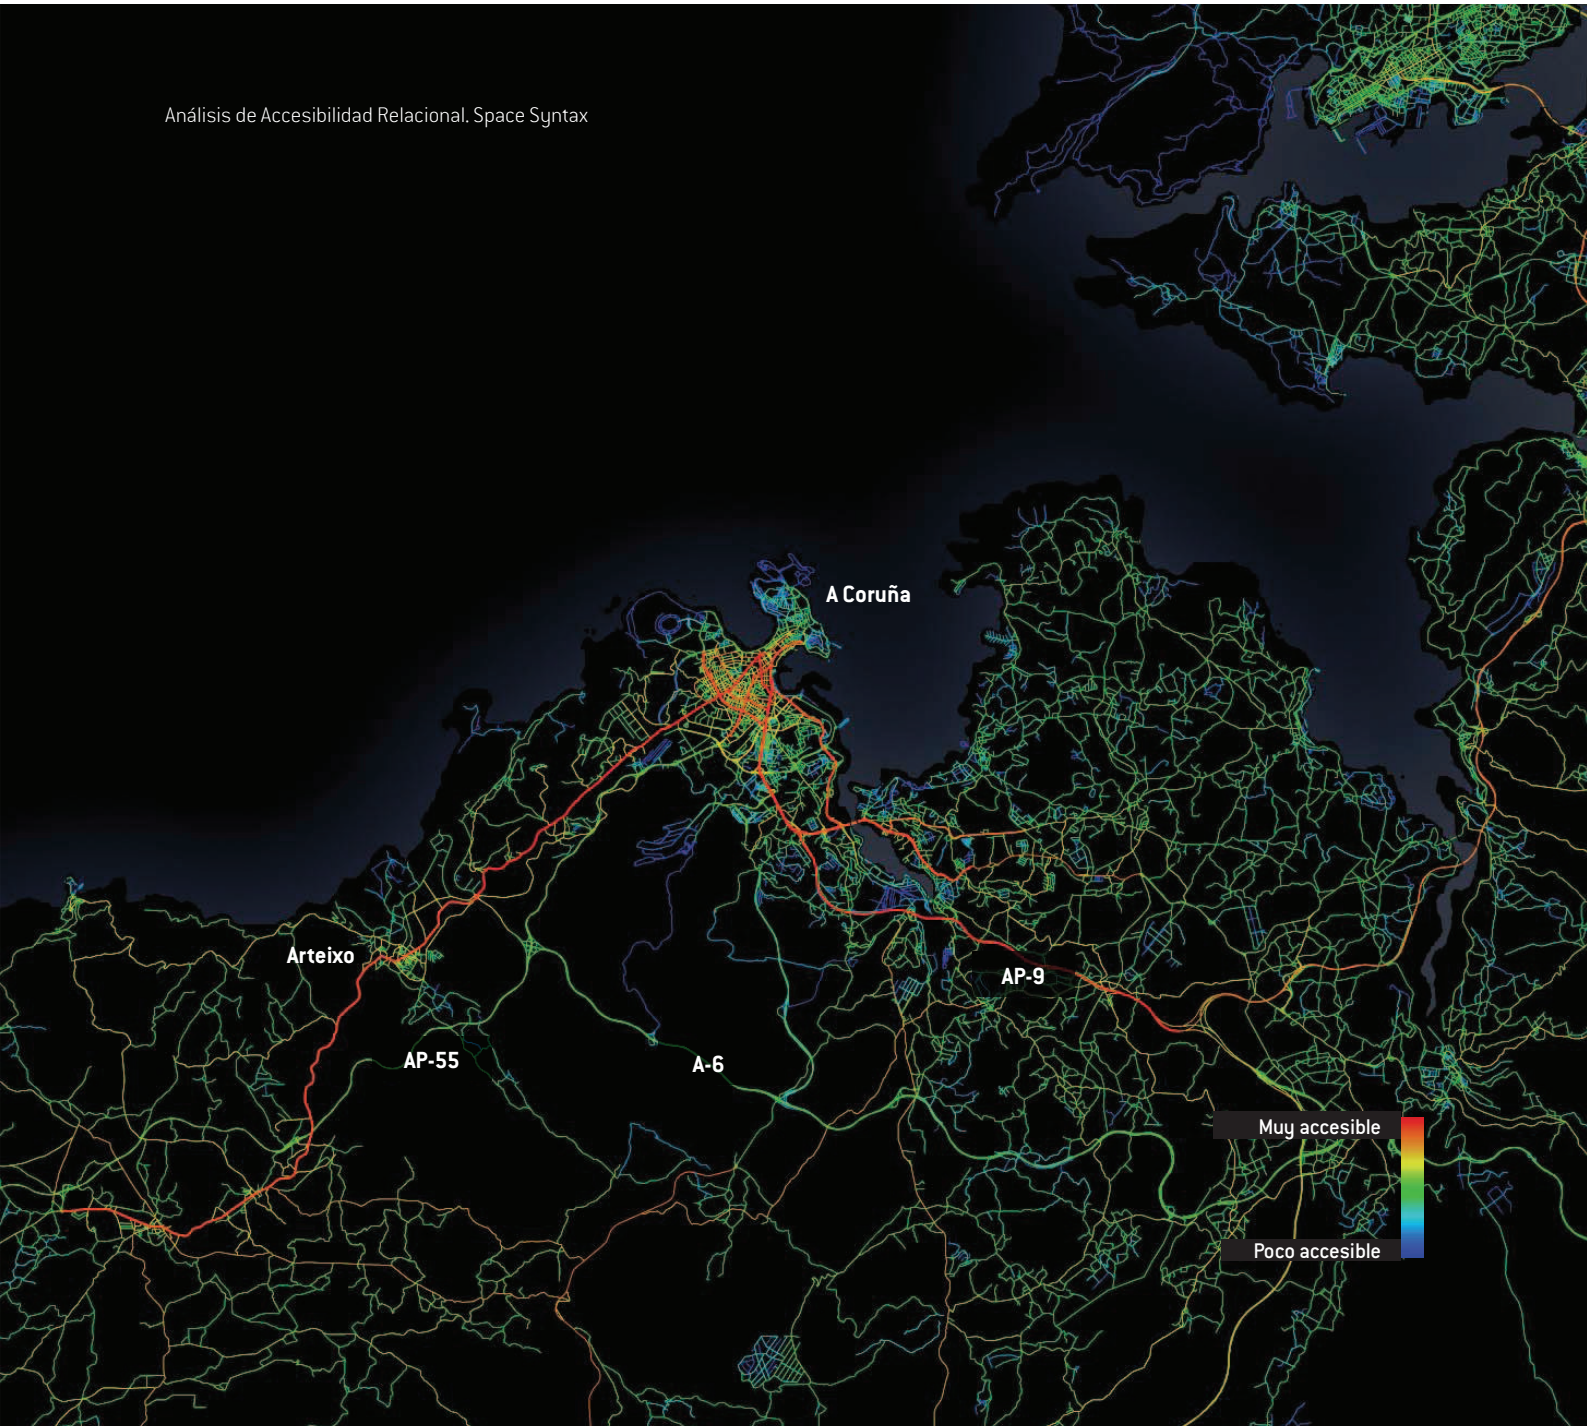 Análisis de Accesibilidad Relacional. Space Syntax
A Coruña
Arteixo
AP-9
AP-55
A-6
Muy accesible
Poco accesible